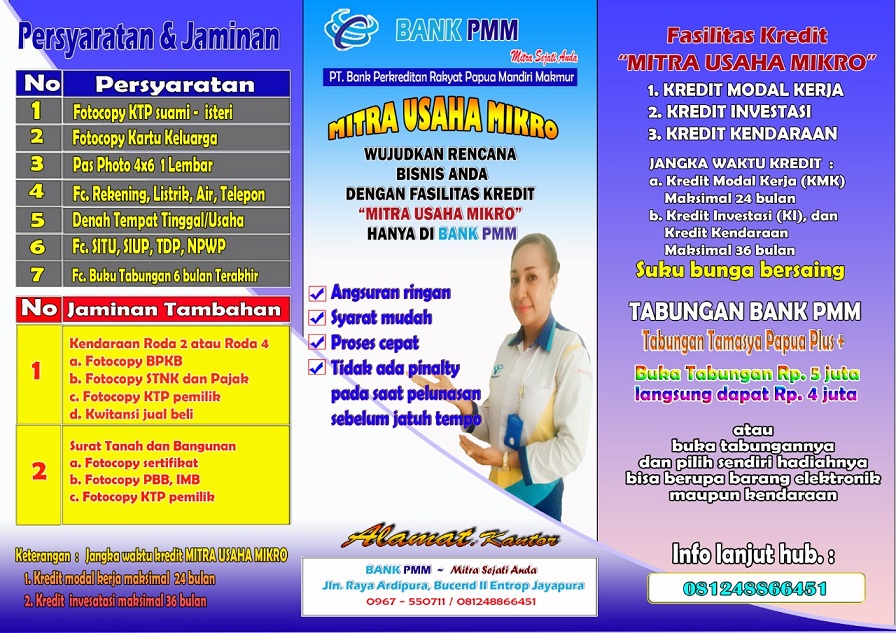 Persyaratan & Jaminan
No Persyaratan
1 Fotocopy KTP suami - isteri
2 Fotocopy Kartu Keluarga
3 Pas Photo 4x6 1 Lembar
4 Fc. Rekening, Listrik, Air, Telepon
5 Denah Tempat Tinggal/Usaha
6 Fc. SITU, SIUP, TDP, NPWP
7 Fc. Buku Tabungan 6 bulan Terakhir
No Jaminan Tambahan
1 Kendaraan Roda 2 atau Roda 4
a. Fotocopy BPKB
b. Fotocopy STNK dan Pajak
c. Fotocopy KTP pemilik
d. Kwitansi jual beli
2 Surat Tanah dan Bangunan
a. Fotocopy sertifikat
b. Fotocopy PBB, IMB
c. Fotocopy KTP pemilik
Keterangan : Jangka waktu kredit MITRA USAHA MIKRO
1. Kredit modal kerja maksimal 24 bulan
2. Kredit invesatasi maksimal 36 bulan
BANK PMM
Mitra Sejati Anda
PT. Bank Perkreditan Rakyat Papua Mandiri Makmur
MITRA USAHA MIKRO
WUJUDKAN RENCANA
BISNIS ANDA
DENGAN FASILITAS KREDIT
"MITRA USAHA MIKRO"
HANYA DI BANK PMM
Angsuran ringan
Syarat mudah
Proses cepat
Tidak ada pinalty
pada saat pelunasan
sebelum jatuh tempo
Alamat. Kantor
BANK PMM ~ Mitra Sejati Anda
Jln. Raya Ardipura, Bucend II Entrop Jayapura
0967 - 550711 / 081248866451
Fasilitas Kredit
"MITRA USAHA MIKRO"
1. KREDIT MODAL KERJA
2. KREDIT INVESTASI
3. KREDIT KENDARAAN
JANGKA WAKTU KREDIT :
a. Kredit Modal Kerja (KMK)
Maksimal 24 bulan
b. Kredit Investasi (KI), dan
Kredit Kendaraan
Maksimal 36 bulan
Suku bunga bersaing
TABUNGAN BANK PMM
Tabungan Tamasya Papua Plus +
Buka Tabungan Rp. 5 juta
langsung dapat Rp. 4 juta
atau
buka tabungannya
dan pilih sendiri hadiahnya
bisa berupa barang elektronik
maupun kendaraan
Info lanjut hub. :
081248866451